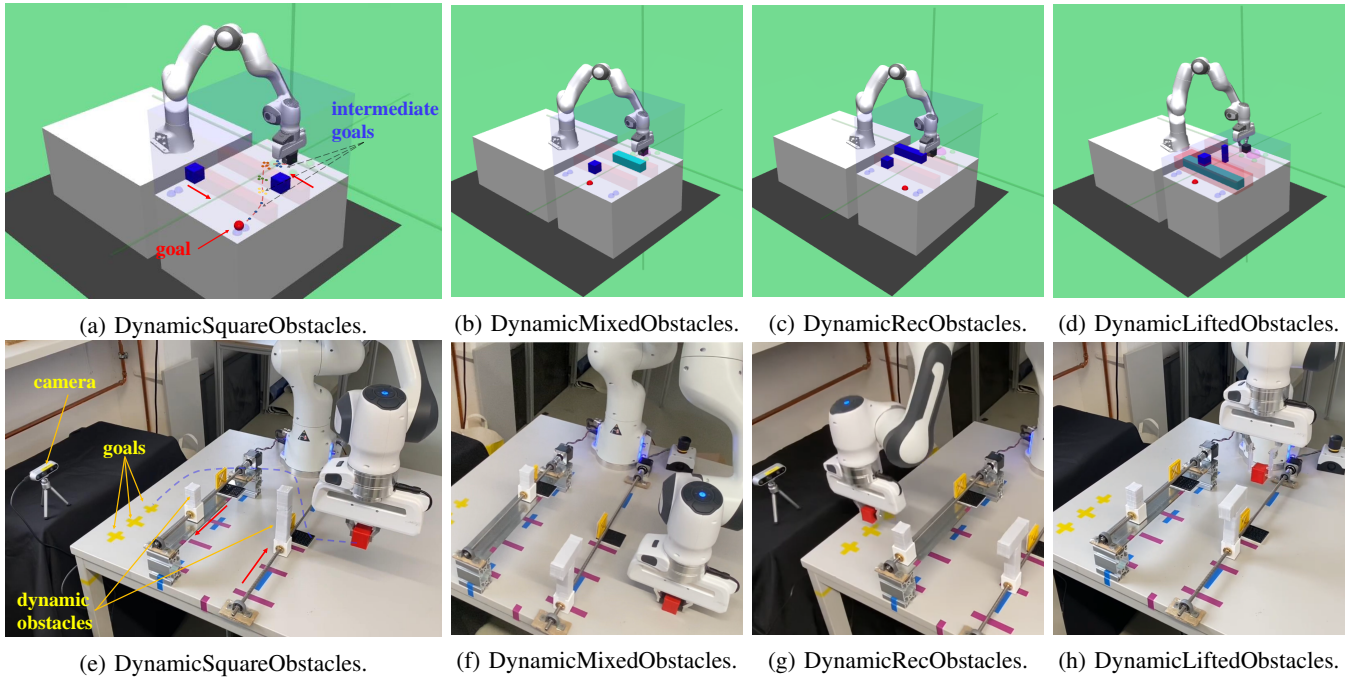 intermediate
goals
goal
(a) DynamicSquareObstacles.
(b) DynamicMixedObstacles.
(c) DynamicRecObstacles.
(d) DynamicLiftedObstacles.
camera
goals
dynamic
obstacles
(e) DynamicSquareObstacles.
(f) DynamicMixedObstacles.
(g) DynamicRecObstacles.
(h) DynamicLiftedObstacles.